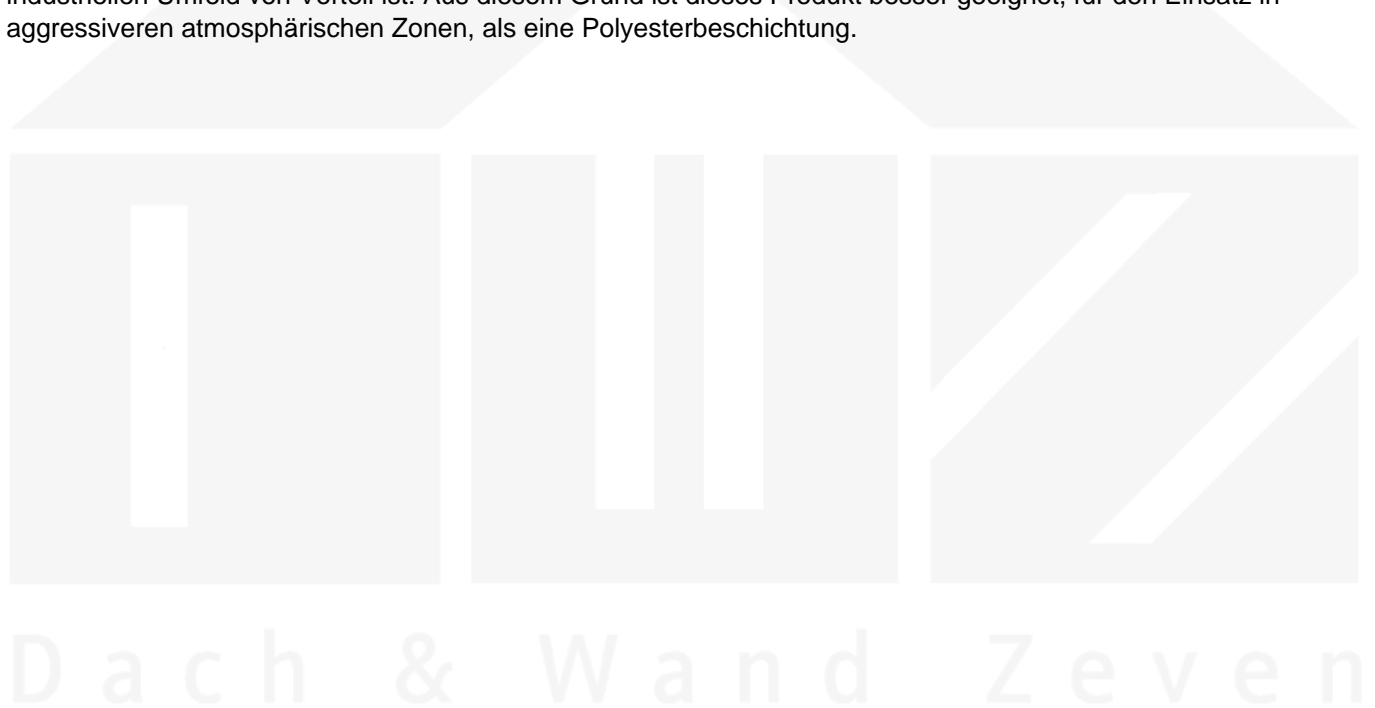 industriellen Umfeld von Vorteil ist. Aus diesem Grund ist dieses Produkt besser geeignet, für den Einsatz in
aggressiveren atmosphärischen Zonen, als eine Polyesterbeschichtung.
Dach & Wand Zeven